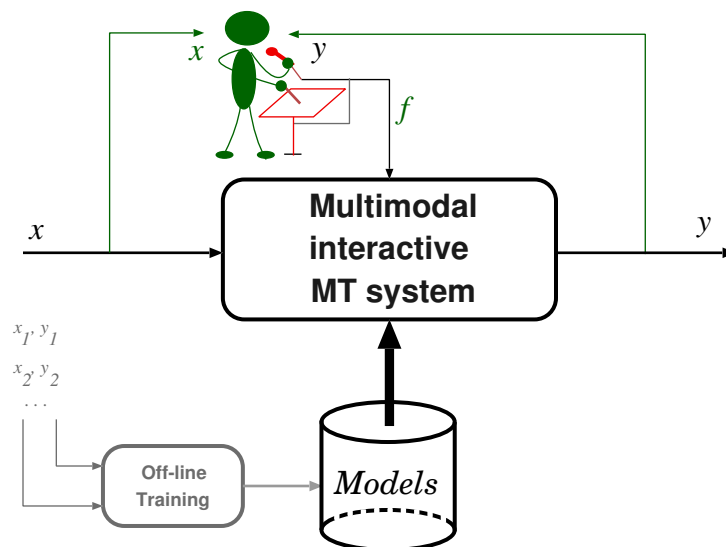 x y
f
x
Multimodal
interactive
MT system
y
x1, y1
x2, y2
. . .
Off-line
Training
Models